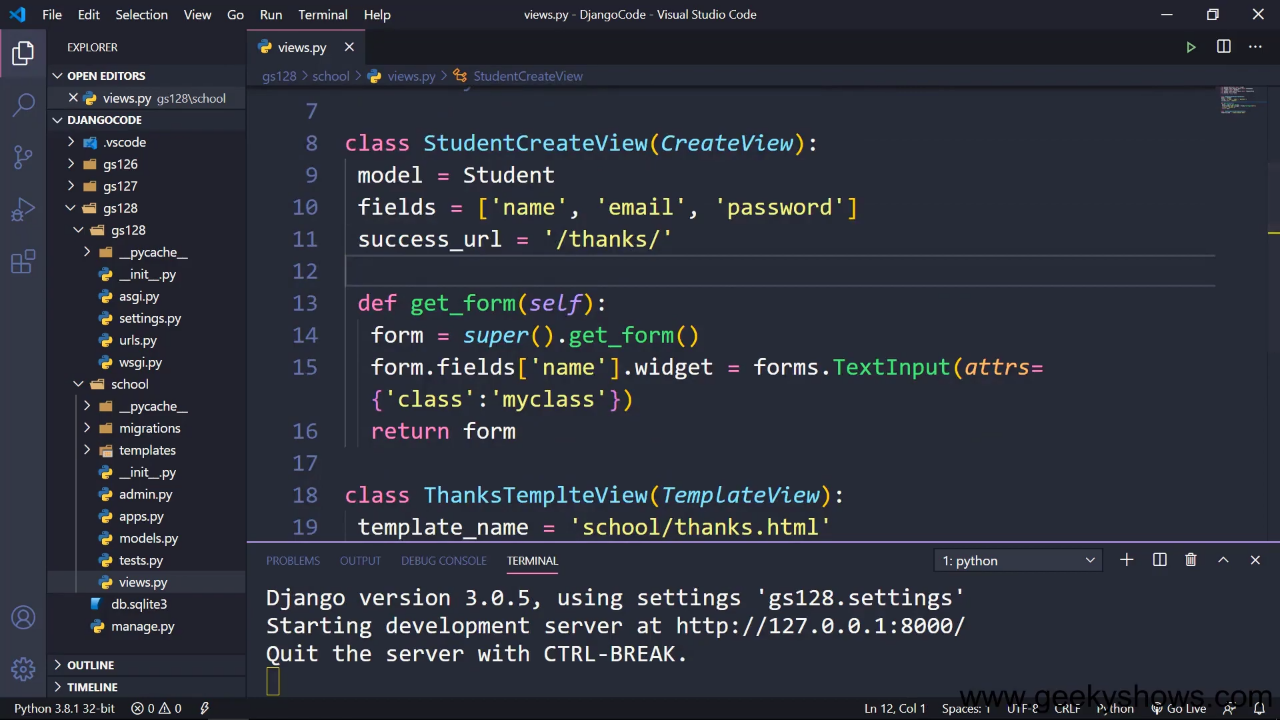 File Edit Selection View Go Run Terminal Help
views.py - DjangoCode - Visual Studio Code
EXPLORER
OPEN EDITORS
views.py gs128\school
DJANGOCODE
.vscode
gs126
gs127
gs128
gs128
__pycache__
__init__.py
asgi.py
settings.py
urls.py
wsgi.py
school
__pycache__
migrations
templates
__init__.py
admin.py
apps.py
models.py
tests.py
views.py
db.sqlite3
manage.py
OUTLINE
TIMELINE
views.py
gs128 > school > views.py > StudentCreateView
7
8 class StudentCreateView(CreateView):
9 model = Student
10 fields = ['name', 'email', 'password']
11 success_url = '/thanks/'
12
13 def get_form(self):
14 form = super().get_form()
15 form.fields['name'].widget = forms.TextInput(attrs=
{'class':'myclass'})
16 return form
17
18 class ThanksTemplteView(TemplateView):
19 template_name = 'school/thanks.html'
PROBLEMS OUTPUT DEBUG CONSOLE TERMINAL
1: python
Django version 3.0.5, using settings 'gs128.settings'
Starting development server at http://127.0.0.1:8000/
Quit the server with CTRL-BREAK.
www.geekyshows.com
Python 3.8.1 32-bit 0 0 Ln 12, Col 1 Spaces: 1 UTF-8 CRLF Python Go Live